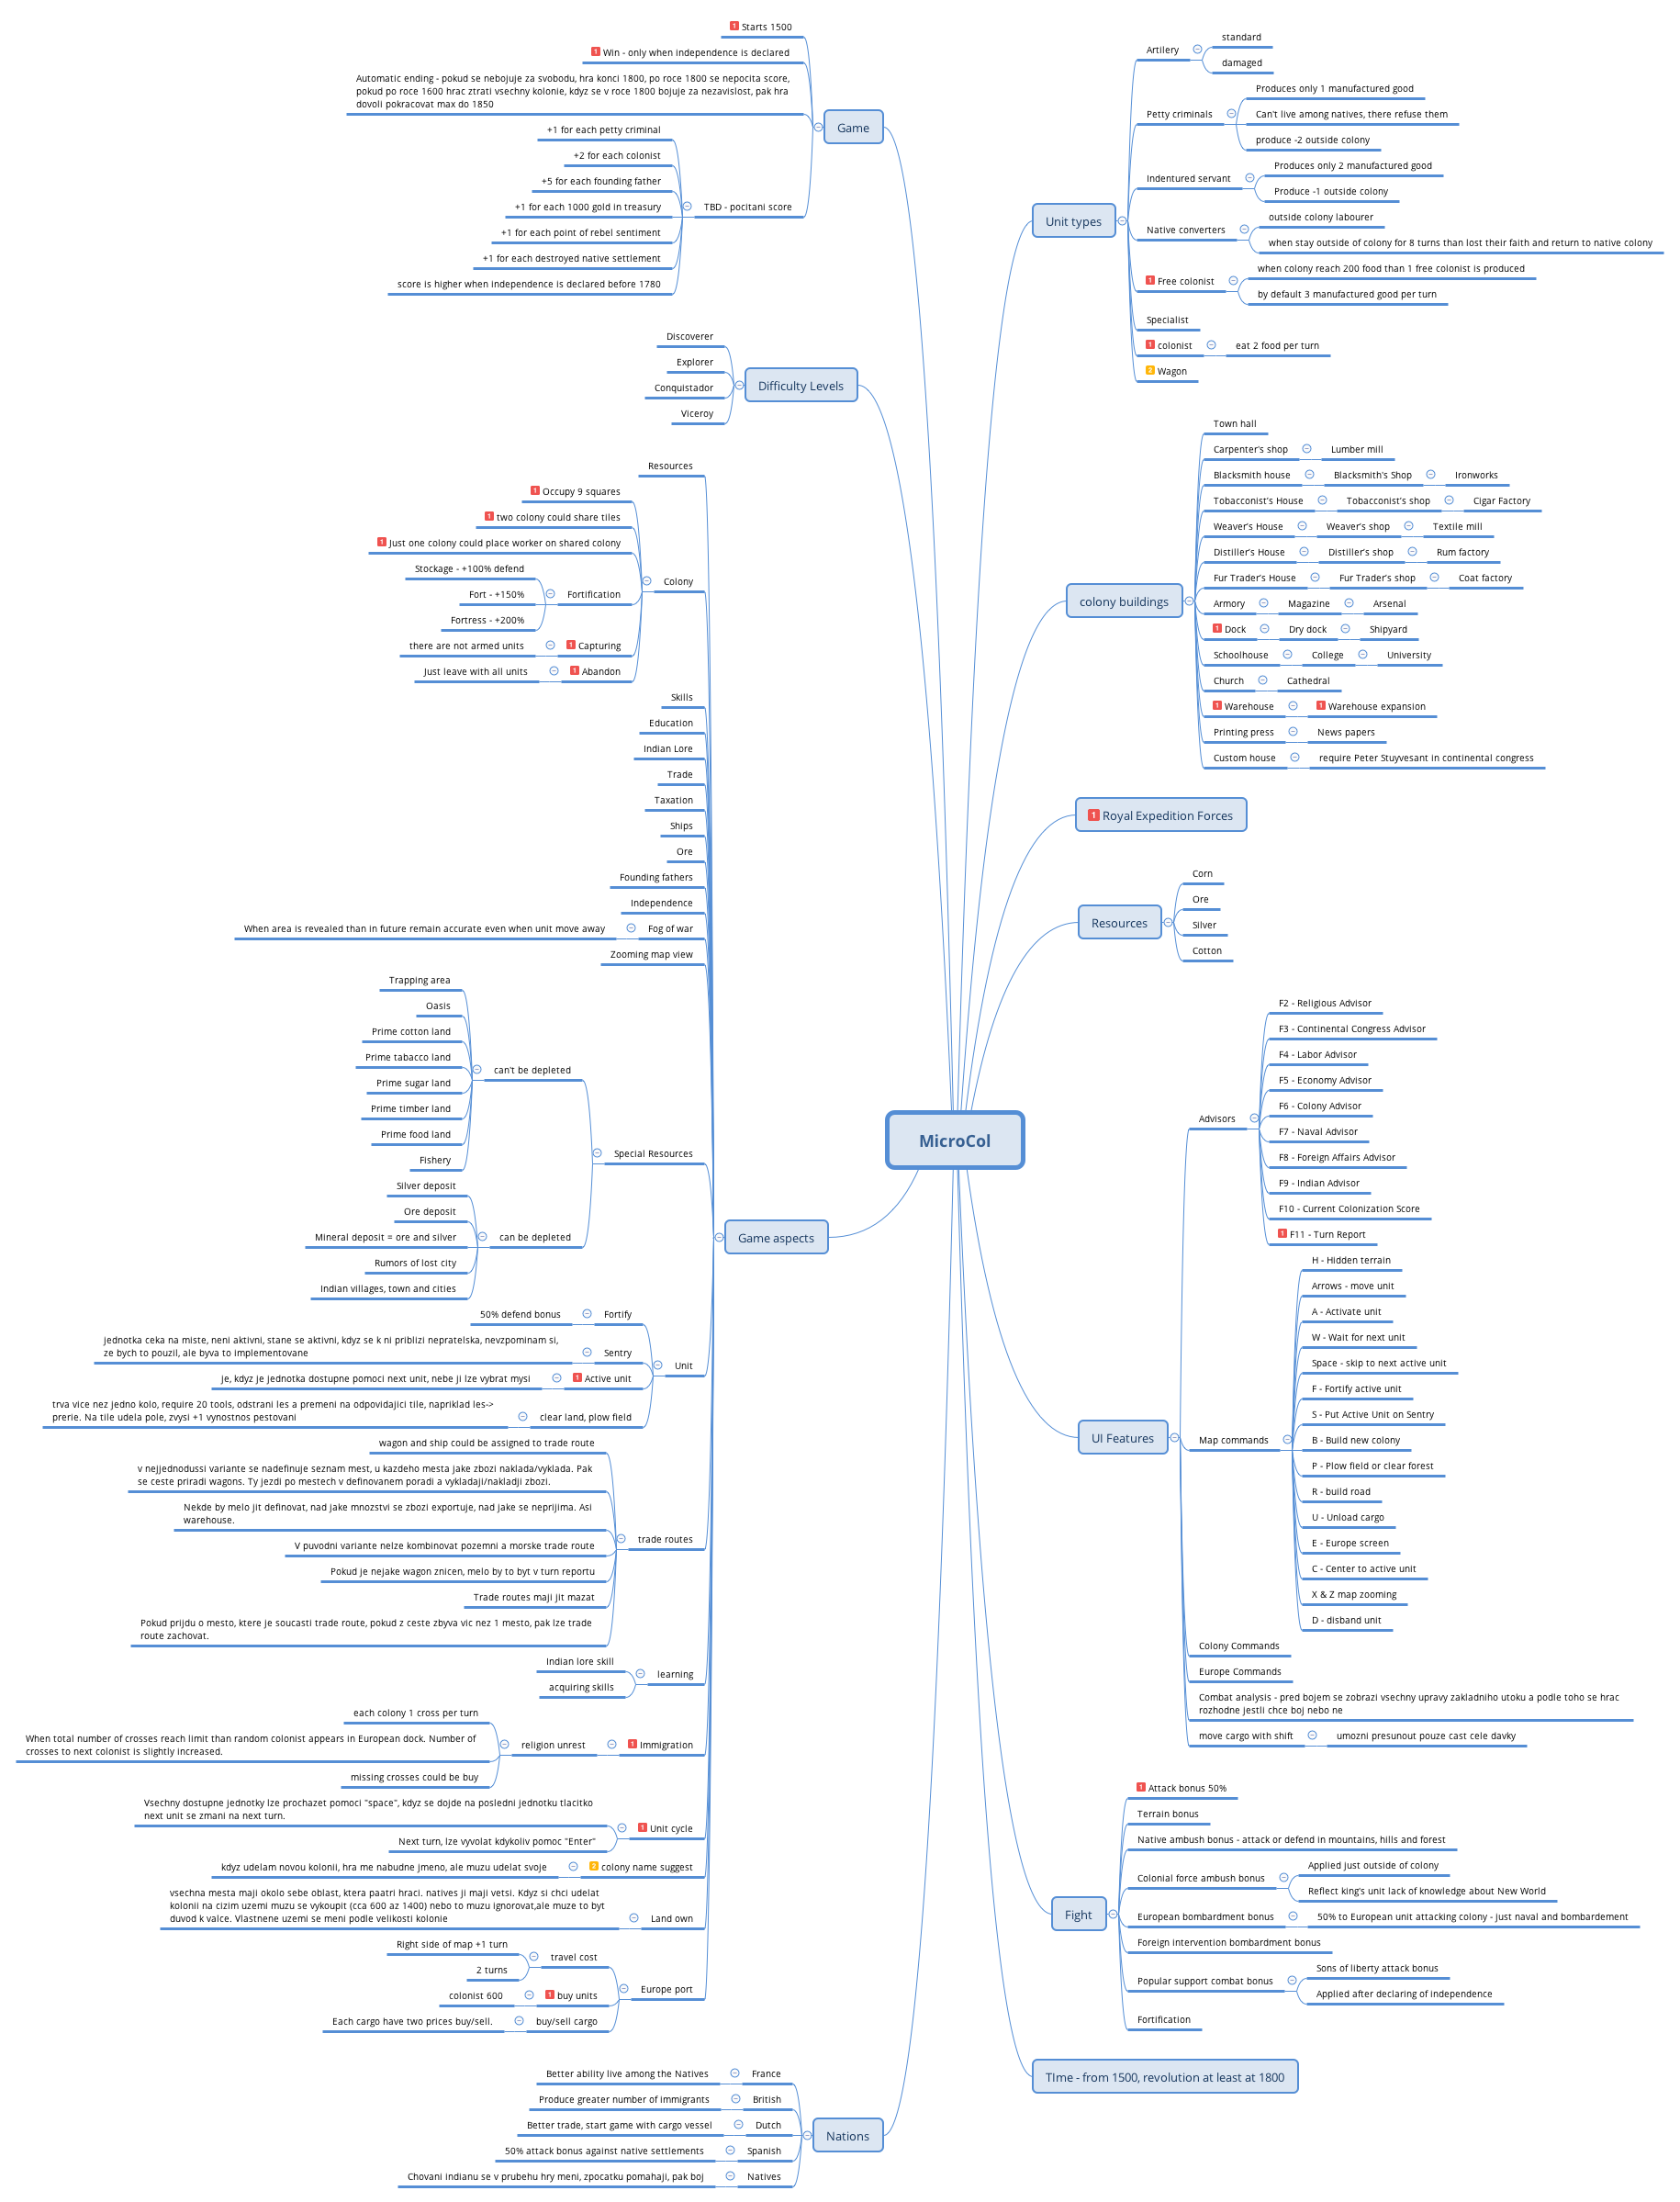 MicroCol
Game
1 Starts 1500
1 Win - only when independence is declared
Automatic ending - pokud se nebojuje za svobodu, hra konci 1800, po roce 1800 se nepocita score,
pokud po roce 1600 hrac ztrati vsechny kolonie, kdyz se v roce 1800 bojuje za nezavislost, pak hra
dovoli pokracovat max do 1850
TBD - pocitani score
+1 for each petty criminal
+2 for each colonist
+5 for each founding father
+1 for each 1000 gold in treasury
+1 for each point of rebel sentiment
+1 for each destroyed native settlement
score is higher when independence is declared before 1780
Difficulty Levels
Discoverer
Explorer
Conquistador
Viceroy
Game aspects
Resources
Colony
1 Occupy 9 squares
1 two colony could share tiles
1 Just one colony could place worker on shared colony
Fortification
Stockage - +100% defend
Fort - +150%
Fortress - +200%
1 Capturing
there are not armed units
1 Abandon
Just leave with all units
Skills
Education
Indian Lore
Trade
Taxation
Ships
Ore
Founding fathers
Independence
Fog of war
When area is revealed than in future remain accurate even when unit move away
Zooming map view
Special Resources
can't be depleted
Trapping area
Oasis
Prime cotton land
Prime tabacco land
Prime sugar land
Prime timber land
Prime food land
Fishery
can be depleted
Silver deposit
Ore deposit
Mineral deposit = ore and silver
Rumors of lost city
Indian villages, town and cities
Unit
Fortify
50% defend bonus
Sentry
jednotka ceka na miste, neni aktivni, stane se aktivni, kdyz se k ni priblizi nepratelska, nevzpominam si,
ze bych to pouzil, ale byva to implementovane
1 Active unit
je, kdyz je jednotka dostupne pomoci next unit, nebe ji lze vybrat mysi
clear land, plow field
trva vice nez jedno kolo, require 20 tools, odstrani les a premeni na odpovidajici tile, napriklad les->
prerie. Na tile udela pole, zvysi +1 vynostnos pestovani
trade routes
wagon and ship could be assigned to trade route
v nejjednodussi variante se nadefinuje seznam mest, u kazdeho mesta jake zbozi naklada/vyklada. Pak
se ceste priradi wagons. Ty jezdi po mestech v definovanem poradi a vykladaji/nakladji zbozi.
Nekde by melo jit definovat, nad jake mnozstvi se zbozi exportuje, nad jake se neprijima. Asi
warehouse.
V puvodni variante nelze kombinovat pozemni a morske trade route
Pokud je nejake wagon znicen, melo by to byt v turn reportu
Trade routes maji jit mazat
Pokud prijdu o mesto, ktere je soucasti trade route, pokud z ceste zbyva vic nez 1 mesto, pak lze trade
route zachovat.
learning
Indian lore skill
acquiring skills
1 Immigration
religion unrest
each colony 1 cross per turn
When total number of crosses reach limit than random colonist appears in European dock. Number of
crosses to next colonist is slightly increased.
missing crosses could be buy
1 Unit cycle
Vsechny dostupne jednotky lze prochazet pomoci "space", kdyz se dojde na posledni jednotku tlacitko
next unit se zmani na next turn.
Next turn, lze vyvolat kdykoliv pomoc "Enter"
2 colony name suggest
kdyz udelam novou kolonii, hra me nabudne jmeno, ale muzu udelat svoje
Land own
vsechna mesta maji okolo sebe oblast, ktera paatri hraci. natives ji maji vetsi. Kdyz si chci udelat
kolonii na cizim uzemi muzu se vykoupit (cca 600 az 1400) nebo to muzu ignorovat,ale muze to byt
duvod k valce. Vlastnene uzemi se meni podle velikosti kolonie
Europe port
travel cost
Right side of map +1 turn
2 turns
1 buy units
colonist 600
buy/sell cargo
Each cargo have two prices buy/sell.
Nations
France
Better ability live among the Natives
British
Produce greater number of immigrants
Dutch
Better trade, start game with cargo vessel
Spanish
50% attack bonus against native settlements
Natives
Chovani indianu se v prubehu hry meni, zpocatku pomahaji, pak boj
Unit types
Artilery
standard
damaged
Petty criminals
Produces only 1 manufactured good
Can't live among natives, there refuse them
produce -2 outside colony
Indentured servant
Produces only 2 manufactured good
Produce -1 outside colony
Native converters
outside colony labourer
when stay outside of colony for 8 turns than lost their faith and return to native colony
1 Free colonist
when colony reach 200 food than 1 free colonist is produced
by default 3 manufactured good per turn
Specialist
1 colonist
eat 2 food per turn
2 Wagon
colony buildings
Town hall
Carpenter's shop
Lumber mill
Blacksmith house
Blacksmith's Shop
Ironworks
Tobacconist's House
Tobacconist's shop
Cigar Factory
Weaver's House
Weaver's shop
Textile mill
Distiller's House
Distiller's shop
Rum factory
Fur Trader's House
Fur Trader's shop
Coat factory
Armory
Magazine
Arsenal
1 Dock
Dry dock
Shipyard
Schoolhouse
College
University
Church
Cathedral
1 Warehouse
1 Warehouse expansion
Printing press
News papers
Custom house
require Peter Stuyvesant in continental congress
1 Royal Expedition Forces
Resources
Corn
Ore
Silver
Cotton
UI Features
Advisors
F2 - Religious Advisor
F3 - Continental Congress Advisor
F4 - Labor Advisor
F5 - Economy Advisor
F6 - Colony Advisor
F7 - Naval Advisor
F8 - Foreign Affairs Advisor
F9 - Indian Advisor
F10 - Current Colonization Score
1 F11 - Turn Report
Map commands
H - Hidden terrain
Arrows - move unit
A - Activate unit
W - Wait for next unit
Space - skip to next active unit
F - Fortify active unit
S - Put Active Unit on Sentry
B - Build new colony
P - Plow field or clear forest
R - build road
U - Unload cargo
E - Europe screen
C - Center to active unit
X & Z map zooming
D - disband unit
Colony Commands
Europe Commands
Combat analysis - pred bojem se zobrazi vsechny upravy zakladniho utoku a podle toho se hrac
rozhodne jestli chce boj nebo ne
move cargo with shift
umozni presunout pouze cast cele davky
Fight
1 Attack bonus 50%
Terrain bonus
Native ambush bonus - attack or defend in mountains, hills and forest
Colonial force ambush bonus
Applied just outside of colony
Reflect king's unit lack of knowledge about New World
European bombardment bonus
50% to European unit attacking colony - just naval and bombardement
Foreign intervention bombardment bonus
Popular support combat bonus
Sons of liberty attack bonus
Applied after declaring of independence
Fortification
TIme - from 1500, revolution at least at 1800